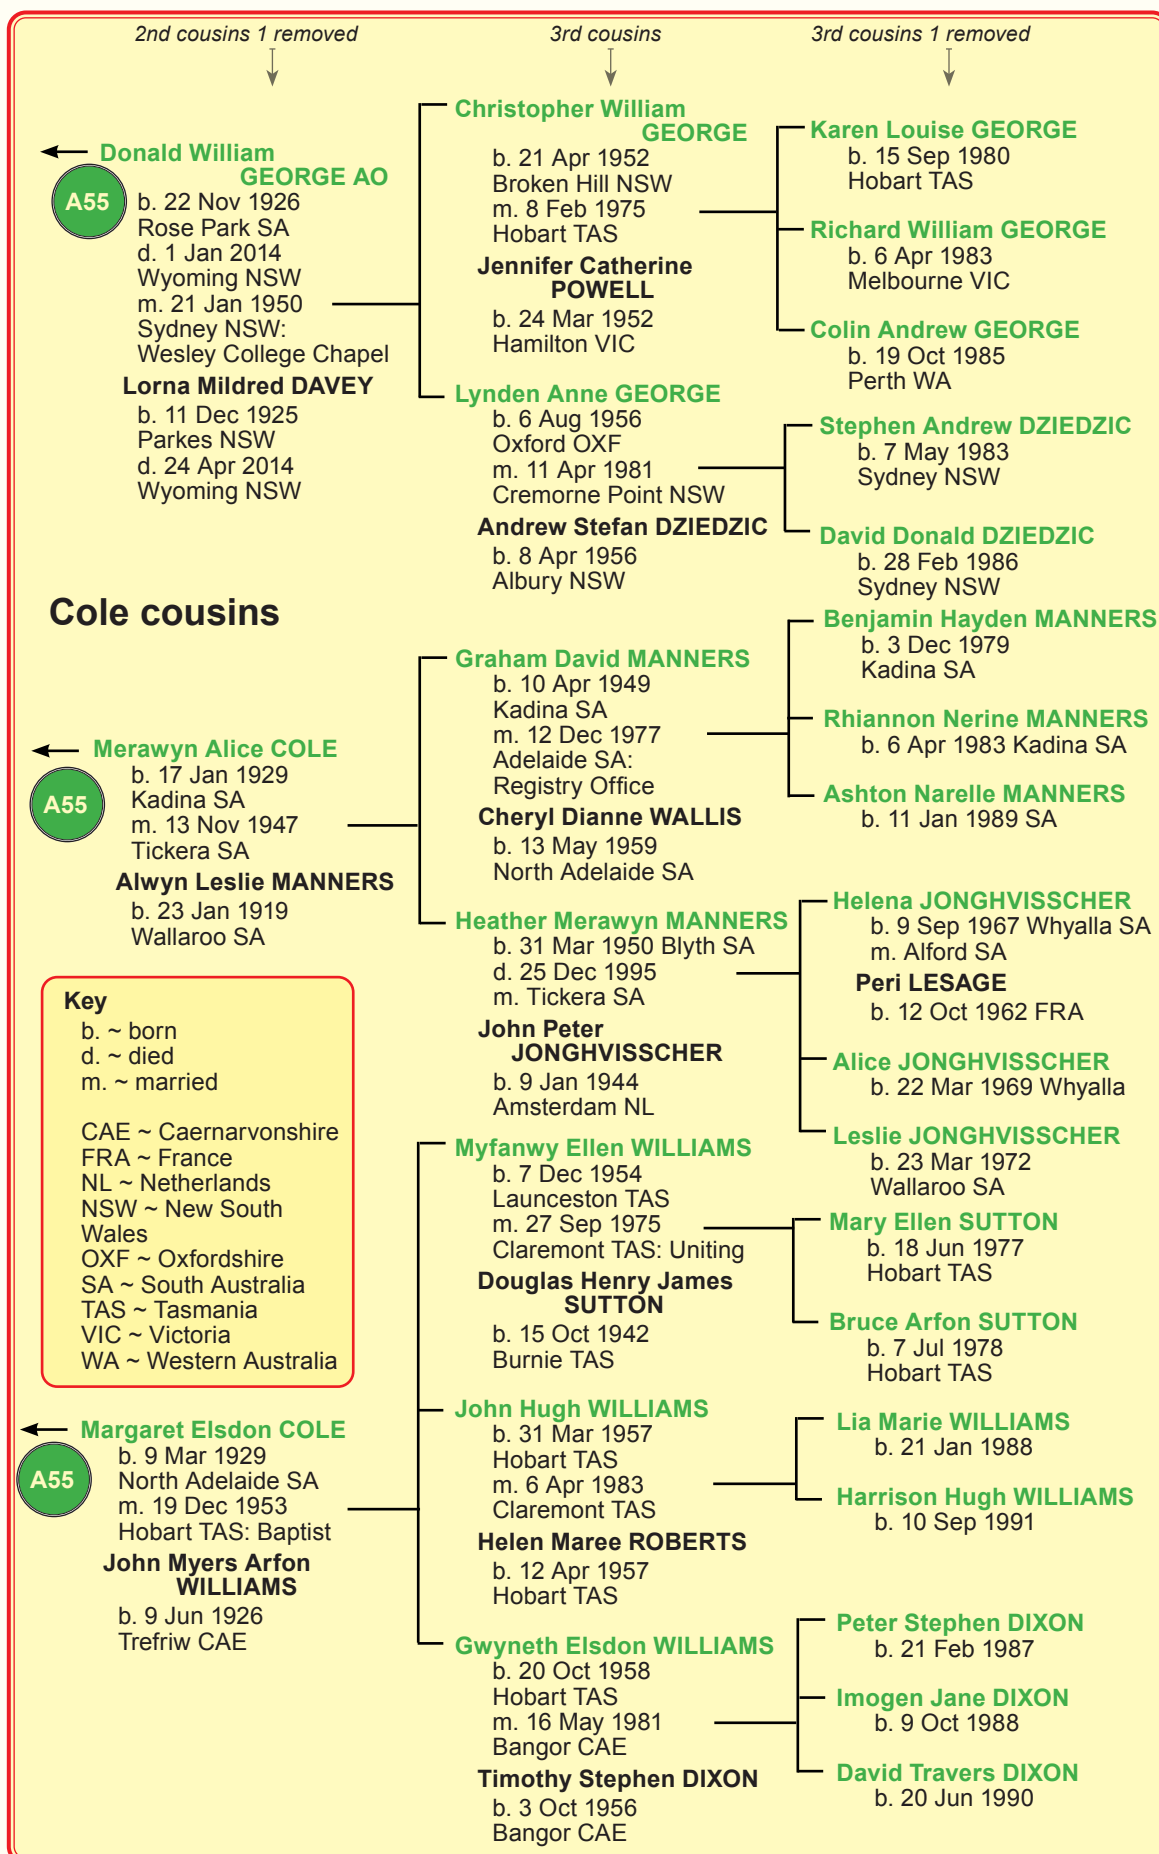 2nd cousins 1 removed
3rd cousins
3rd cousins 1 removed
Donald William
GEORGE AO
A55
b. 22 Nov 1926
Rose Park SA
d. 1 Jan 2014
Wyoming NSW
m. 21 Jan 1950
Sydney NSW:
Wesley College Chapel
Lorna Mildred DAVEY
b. 11 Dec 1925
Parkes NSW
d. 24 Apr 2014
Wyoming NSW
Christopher William
GEORGE
b. 21 Apr 1952
Broken Hill NSW
m. 8 Feb 1975
Hobart TAS
Jennifer Catherine
POWELL
b. 24 Mar 1952
Hamilton VIC
Karen Louise GEORGE
b. 15 Sep 1980
Hobart TAS
Richard William GEORGE
b. 6 Apr 1983
Melbourne VIC
Colin Andrew GEORGE
b. 19 Oct 1985
Perth WA
Lynden Anne GEORGE
b. 6 Aug 1956
Oxford OXF
m. 11 Apr 1981
Cremorne Point NSW
Andrew Stefan DZIEDZIC
b. 8 Apr 1956
Albury NSW
Stephen Andrew DZIEDZIC
b. 7 May 1983
Sydney NSW
David Donald DZIEDZIC
b. 28 Feb 1986
Sydney NSW
Cole cousins
Merawyn Alice COLE
A55
b. 17 Jan 1929
Kadina SA
m. 13 Nov 1947
Tickera SA
Alwyn Leslie MANNERS
b. 23 Jan 1919
Wallaroo SA
Graham David MANNERS
b. 10 Apr 1949
Kadina SA
m. 12 Dec 1977
Adelaide SA:
Registry Office
Cheryl Dianne WALLIS
b. 13 May 1959
North Adelaide SA
Benjamin Hayden MANNERS
b. 3 Dec 1979
Kadina SA
Rhiannon Nerine MANNERS
b. 6 Apr 1983 Kadina SA
Ashton Narelle MANNERS
b. 11 Jan 1989 SA
Heather Merawyn MANNERS
b. 31 Mar 1950 Blyth SA
d. 25 Dec 1995
m. Tickera SA
John Peter
JONGHVISSCHER
b. 9 Jan 1944
Amsterdam NL
Helena JONGHVISSCHER
b. 9 Sep 1967 Whyalla SA
m. Alford SA
Peri LESAGE
b. 12 Oct 1962 FRA
Alice JONGHVISSCHER
b. 22 Mar 1969 Whyalla
Leslie JONGHVISSCHER
b. 23 Mar 1972
Wallaroo SA
Key
b. ~ born
d. ~ died
m. ~ married
CAE ~ Caernarvonshire
FRA ~ France
NL ~ Netherlands
NSW ~ New South
Wales
OXF ~ Oxfordshire
SA ~ South Australia
TAS ~ Tasmania
VIC ~ Victoria
WA ~ Western Australia
Margaret Elsdon COLE
A55
b. 9 Mar 1929
North Adelaide SA
m. 19 Dec 1953
Hobart TAS: Baptist
John Myers Arfon
WILLIAMS
b. 9 Jun 1926
Trefriw CAE
Myfanwy Ellen WILLIAMS
b. 7 Dec 1954
Launceston TAS
m. 27 Sep 1975
Claremont TAS: Uniting
Douglas Henry James
SUTTON
b. 15 Oct 1942
Burnie TAS
Mary Ellen SUTTON
b. 18 Jun 1977
Hobart TAS
Bruce Arfon SUTTON
b. 7 Jul 1978
Hobart TAS
John Hugh WILLIAMS
b. 31 Mar 1957
Hobart TAS
m. 6 Apr 1983
Claremont TAS
Helen Maree ROBERTS
b. 12 Apr 1957
Hobart TAS
Lia Marie WILLIAMS
b. 21 Jan 1988
Harrison Hugh WILLIAMS
b. 10 Sep 1991
Gwyneth Elsdon WILLIAMS
b. 20 Oct 1958
Hobart TAS
m. 16 May 1981
Bangor CAE
Timothy Stephen DIXON
b. 3 Oct 1956
Bangor CAE
Peter Stephen DIXON
b. 21 Feb 1987
Imogen Jane DIXON
b. 9 Oct 1988
David Travers DIXON
b. 20 Jun 1990